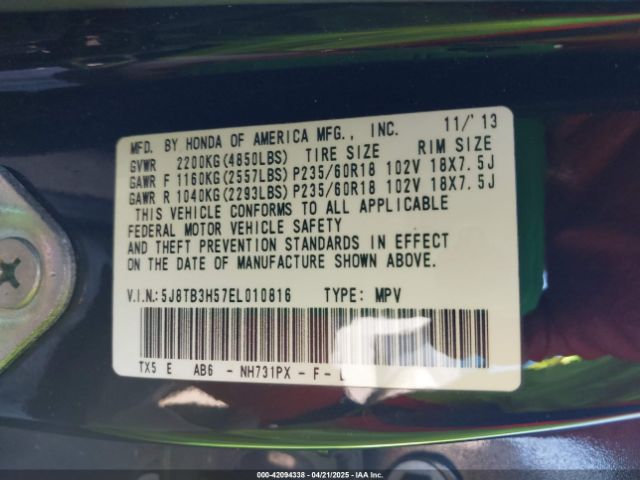 MFD. BY HONDA OF AMERICA MFG., INC. 11/'13
GVWR 2200KG(4850LBS) TIRE SIZE RIM SIZE
GAWR F 1160KG(2557LBS) P235/60R18 102V 18X7.5J
GAWR R 1040KG(2293LBS) P235/60R18 102V 18X7.5J
THIS VEHICLE CONFORMS TO ALL APPLICABLE
FEDERAL MOTOR VEHICLE SAFETY
AND THEFT PREVENTION STANDARDS IN EFFECT
ON THE DATE OF MANUFACTURE SHOWN ABOVE.
V.I.N.: 5J8TB3H57EL010816 TYPE: MPV
TX5 E AB6 - NH731PX - F -
000-42094338 - 04/21/2025 - IAA Inc.